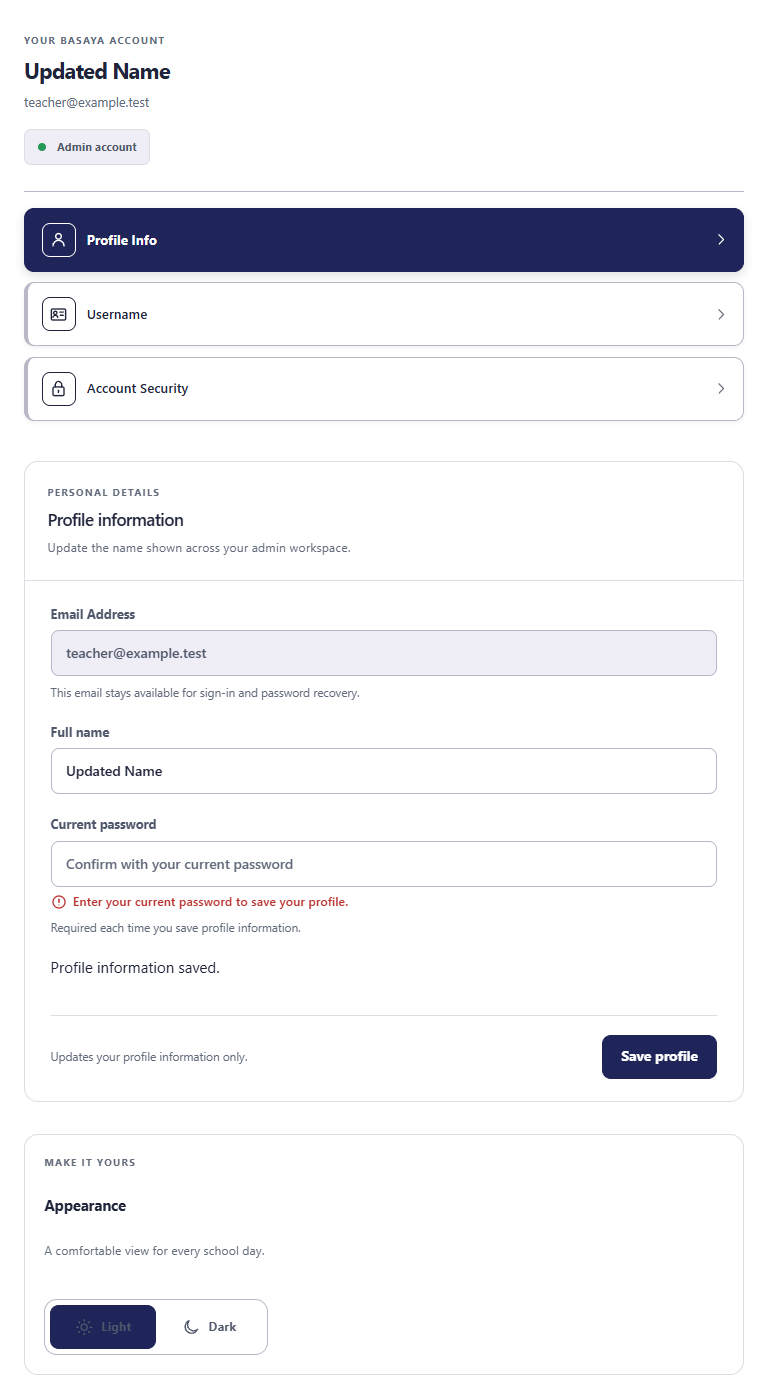 YOUR BASAYA ACCOUNT
Updated Name
teacher@example.test
Admin account
Profile Info
Username
Account Security
PERSONAL DETAILS
Profile information
Update the name shown across your admin workspace.
Email Address
teacher@example.test
This email stays available for sign-in and password recovery.
Full name
Updated Name
Current password
Confirm with your current password
Enter your current password to save your profile.
Required each time you save profile information.
Profile information saved.
Updates your profile information only.
Save profile
MAKE IT YOURS
Appearance
A comfortable view for every school day.
Light
Dark